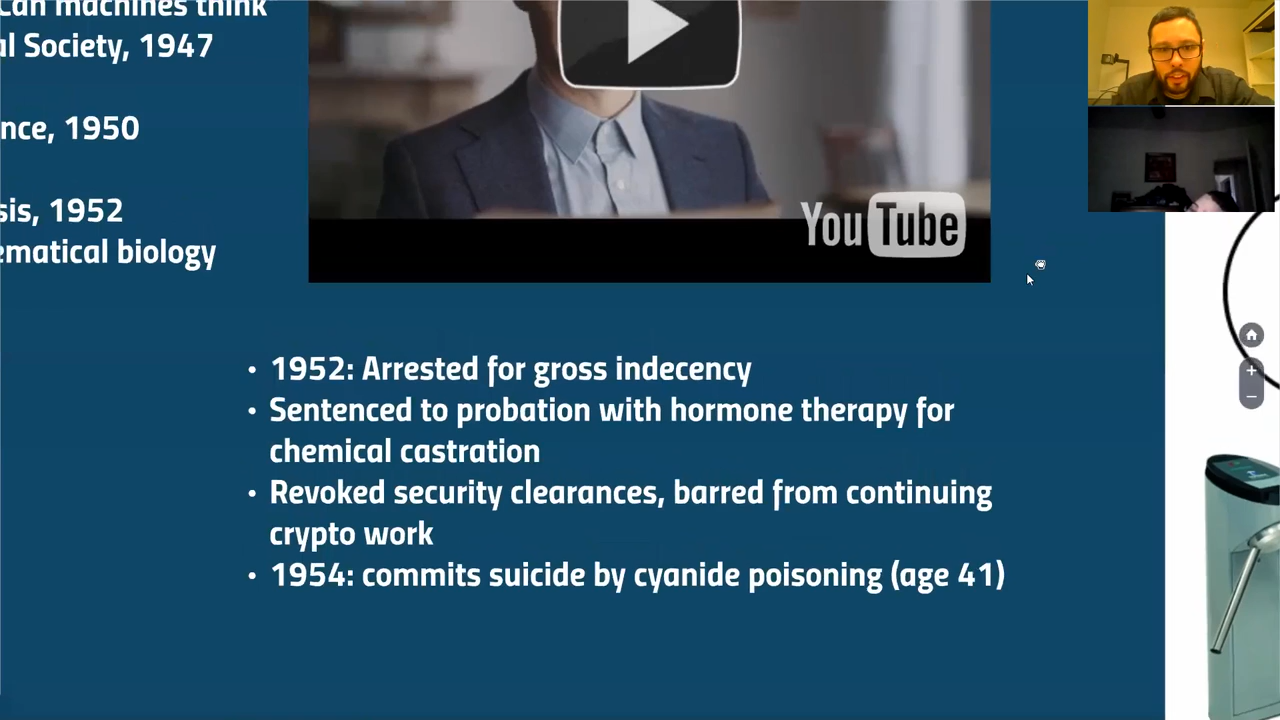 Can machines think
al Society, 1947
nce, 1950
sis, 1952
ematical biology
YouTube
• 1952: Arrested for gross indecency
• Sentenced to probation with hormone therapy for
chemical castration
• Revoked security clearances, barred from continuing
crypto work
• 1954: commits suicide by cyanide poisoning (age 41)